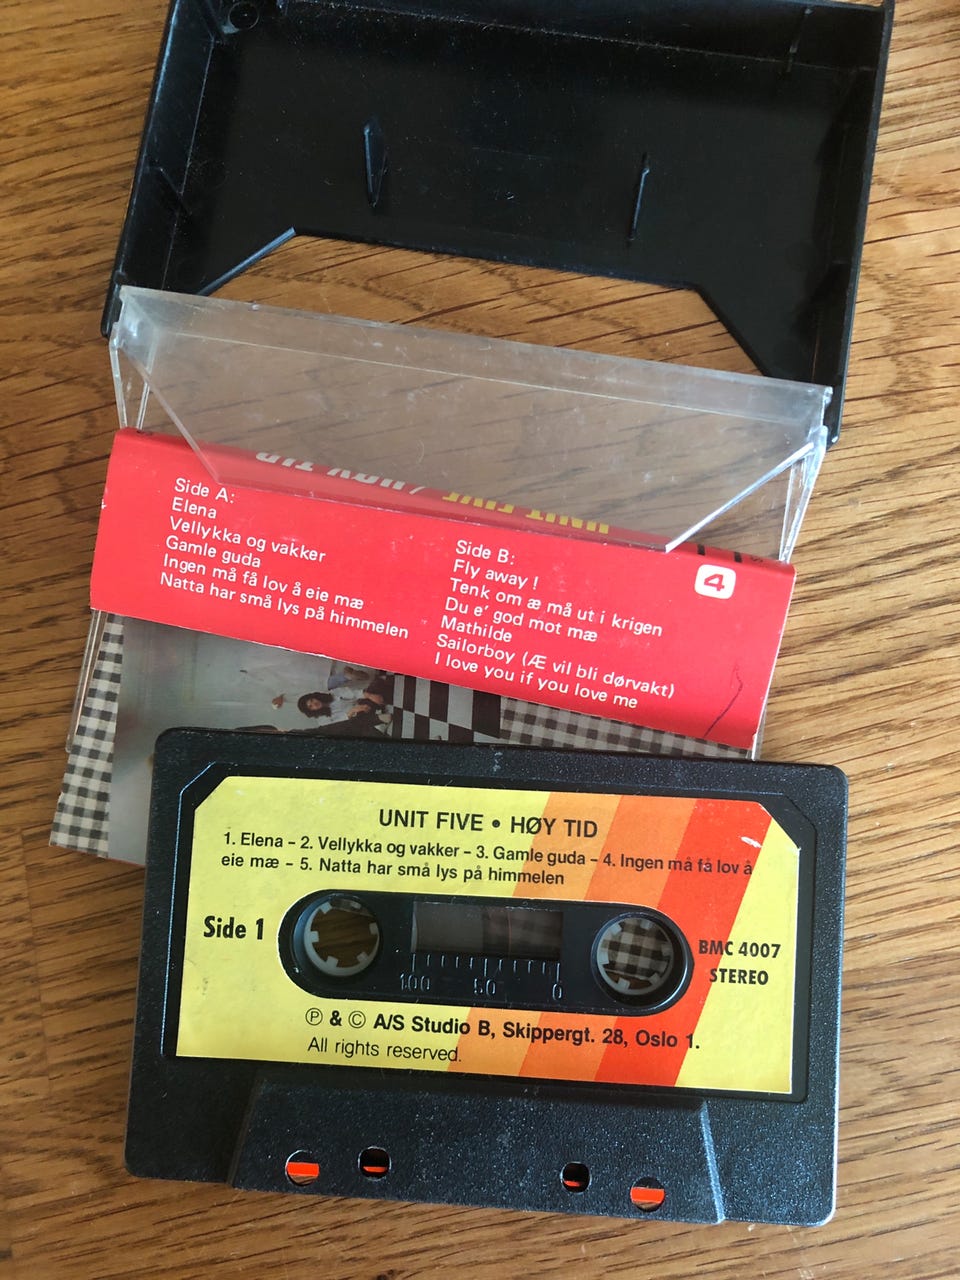 UNIT FIVE / HØY TID
Side A:
Elena
Vellykka og vakker
Gamle guda
Ingen må få lov å eie mæ
Natta har små lys på himmelen
Side B:
Fly away !
Tenk om æ må ut i krigen
Du e' god mot mæ
Mathilde
Sailorboy (Æ vil bli dørvakt)
I love you if you love me
4
UNIT FIVE • HØY TID
1. Elena – 2. Vellykka og vakker – 3. Gamle guda – 4. Ingen må få lov å
eie mæ – 5. Natta har små lys på himmelen
Side 1
BMC 4007
STEREO
100 50 0
Ⓟ & © A/S Studio B, Skippergt. 28, Oslo 1.
All rights reserved.